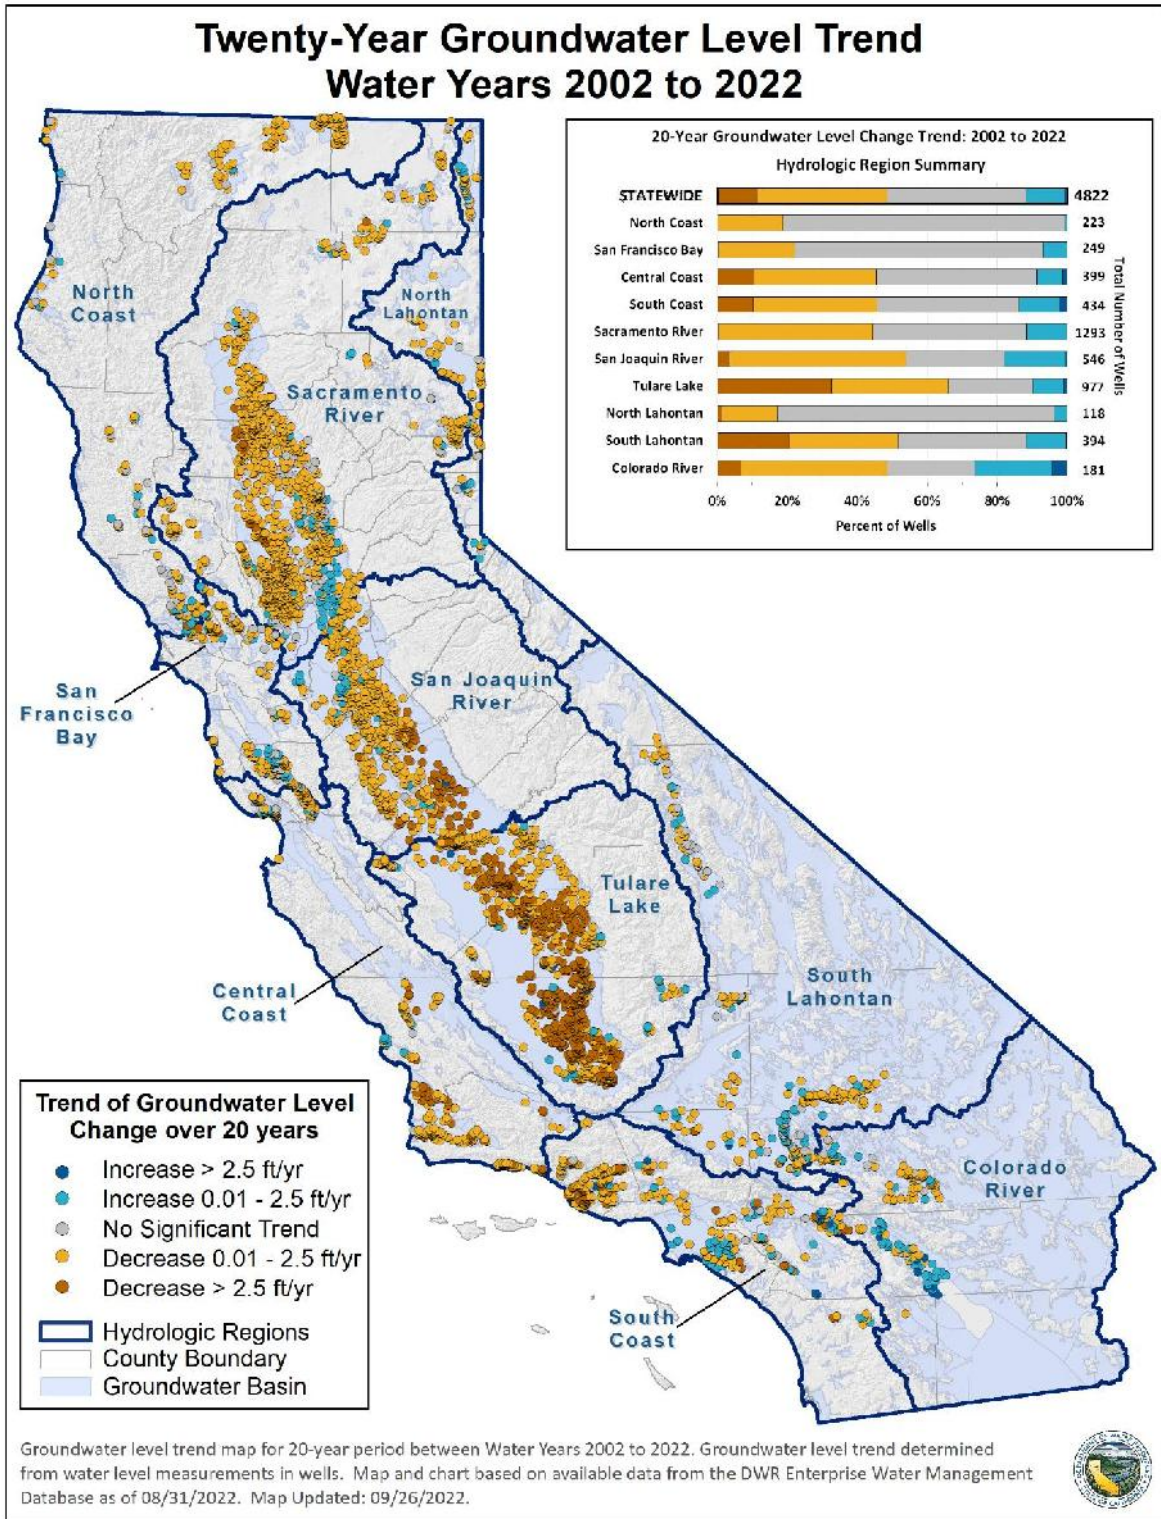 Twenty-Year Groundwater Level Trend
Water Years 2002 to 2022
20-Year Groundwater Level Change Trend: 2002 to 2022
Hydrologic Region Summary
STATEWIDE 4822
North Coast 223
San Francisco Bay 249
Central Coast 399
South Coast 434
Sacramento River 1293
San Joaquin River 546
Tulare Lake 977
North Lahontan 118
South Lahontan 394
Colorado River 181
Total Number of Wells
0% 20% 40% 60% 80% 100%
Percent of Wells
North
Coast
North
Lahontan
Sacramento
River
San Joaquin
River
San
Francisco
Bay
Tulare
Lake
Central
Coast
South
Lahontan
Colorado
River
South
Coast
Trend of Groundwater Level
Change over 20 years
Increase > 2.5 ft/yr
Increase 0.01 - 2.5 ft/yr
No Significant Trend
Decrease 0.01 - 2.5 ft/yr
Decrease > 2.5 ft/yr
Hydrologic Regions
County Boundary
Groundwater Basin
Groundwater level trend map for 20-year period between Water Years 2002 to 2022. Groundwater level trend determined
from water level measurements in wells. Map and chart based on available data from the DWR Enterprise Water Management
Database as of 08/31/2022. Map Updated: 09/26/2022.